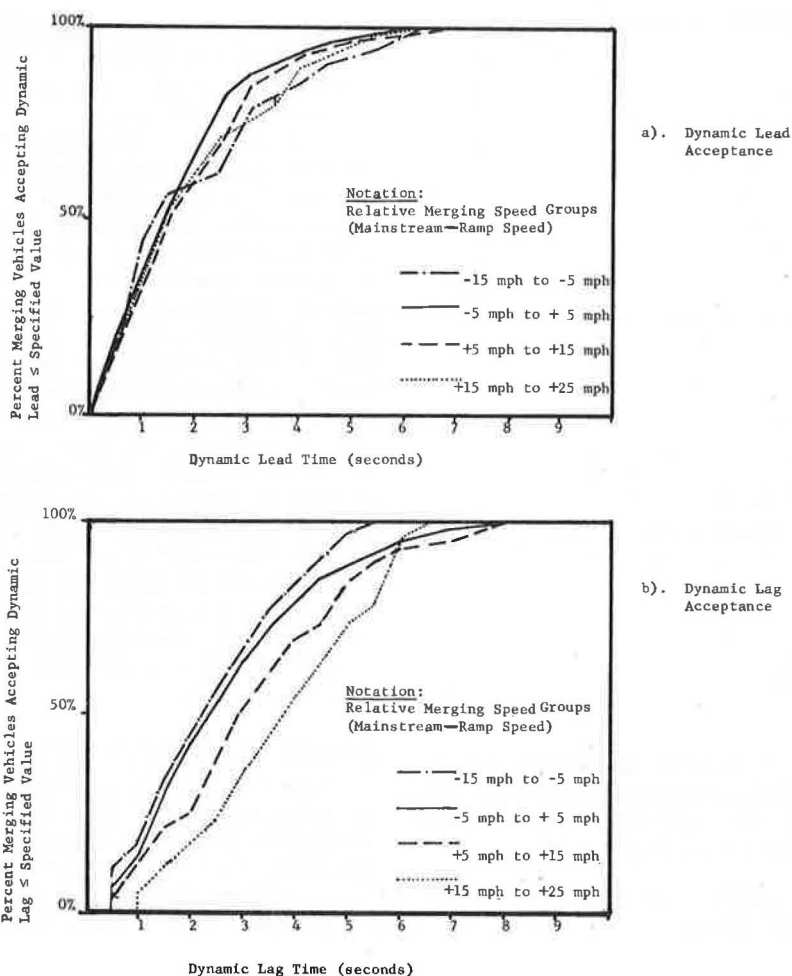 100%
50%
0%
Percent Merging Vehicles Accepting Dynamic
Lead ≤ Specified Value
a). Dynamic Lead
Acceptance
Notation:
Relative Merging Speed Groups
(Mainstream—Ramp Speed)
-15 mph to -5 mph
-5 mph to + 5 mph
+5 mph to +15 mph
+15 mph to +25 mph
1 2 3 4 5 6 7 8 9
Dynamic Lead Time (seconds)
100%
50%
0%
Percent Merging Vehicles Accepting Dynamic
Lag ≤ Specified Value
b). Dynamic Lag
Acceptance
Notation:
Relative Merging Speed Groups
(Mainstream—Ramp Speed)
-15 mph to -5 mph
-5 mph to + 5 mph
+5 mph to +15 mph
+15 mph to +25 mph
1 2 3 4 5 6 7 8 9
Dynamic Lag Time (seconds)